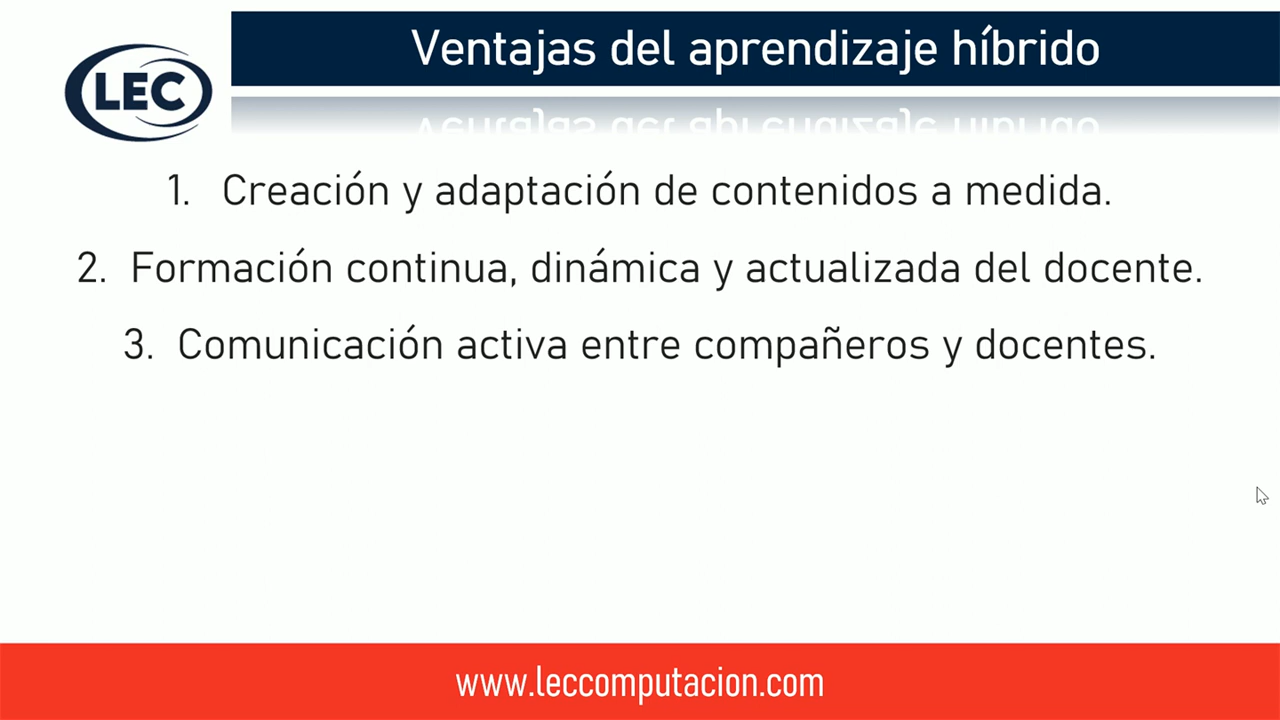 LEC
Ventajas del aprendizaje híbrido
1. Creación y adaptación de contenidos a medida.
2. Formación continua, dinámica y actualizada del docente.
3. Comunicación activa entre compañeros y docentes.
www.leccomputacion.com